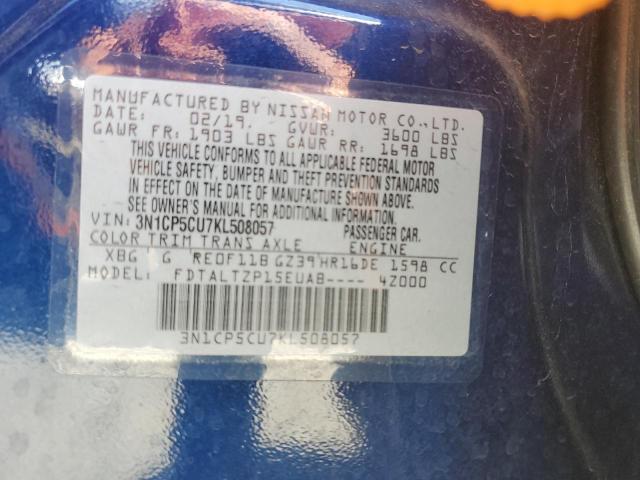 MANUFACTURED BY NISSAN MOTOR CO.,LTD.
DATE: 02/19. GVWR: 3600 LBS
GAWR FR: 1903 LBS GAWR RR: 1698 LBS
THIS VEHICLE CONFORMS TO ALL APPLICABLE FEDERAL MOTOR
VEHICLE SAFETY, BUMPER AND THEFT PREVENTION STANDARDS
IN EFFECT ON THE DATE OF MANUFACTURE SHOWN ABOVE.
SEE OWNER'S MANUAL FOR ADDITIONAL INFORMATION.
VIN: 3N1CP5CU7KL508057 PASSENGER CAR.
COLOR TRIM TRANS AXLE ENGINE
XBG G RE0F11B GZ39 HR16DE 1598 CC
MODEL: FDTALTZP15EUAB---- 4Z000
3N1CP5CU7KL508057